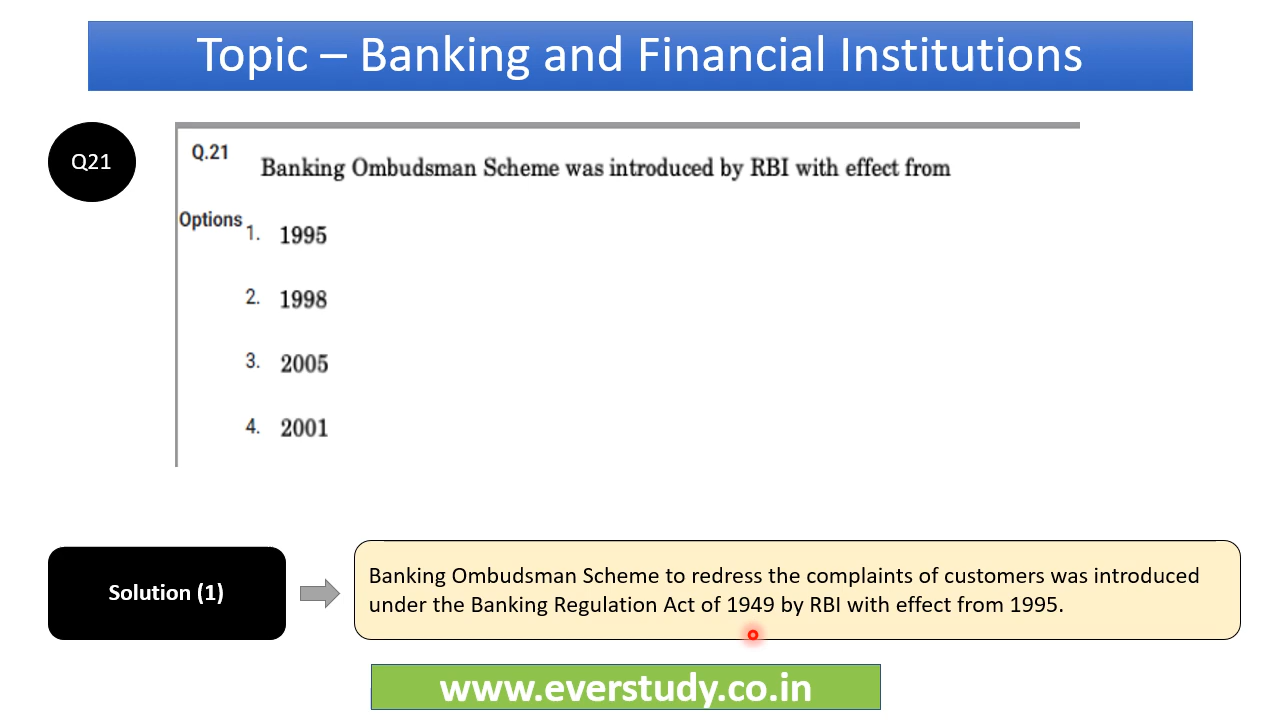 Topic – Banking and Financial Institutions
Q21
Q.21
Banking Ombudsman Scheme was introduced by RBI with effect from
Options
1. 1995
2. 1998
3. 2005
4. 2001
Solution (1)
Banking Ombudsman Scheme to redress the complaints of customers was introduced
under the Banking Regulation Act of 1949 by RBI with effect from 1995.
www.everstudy.co.in